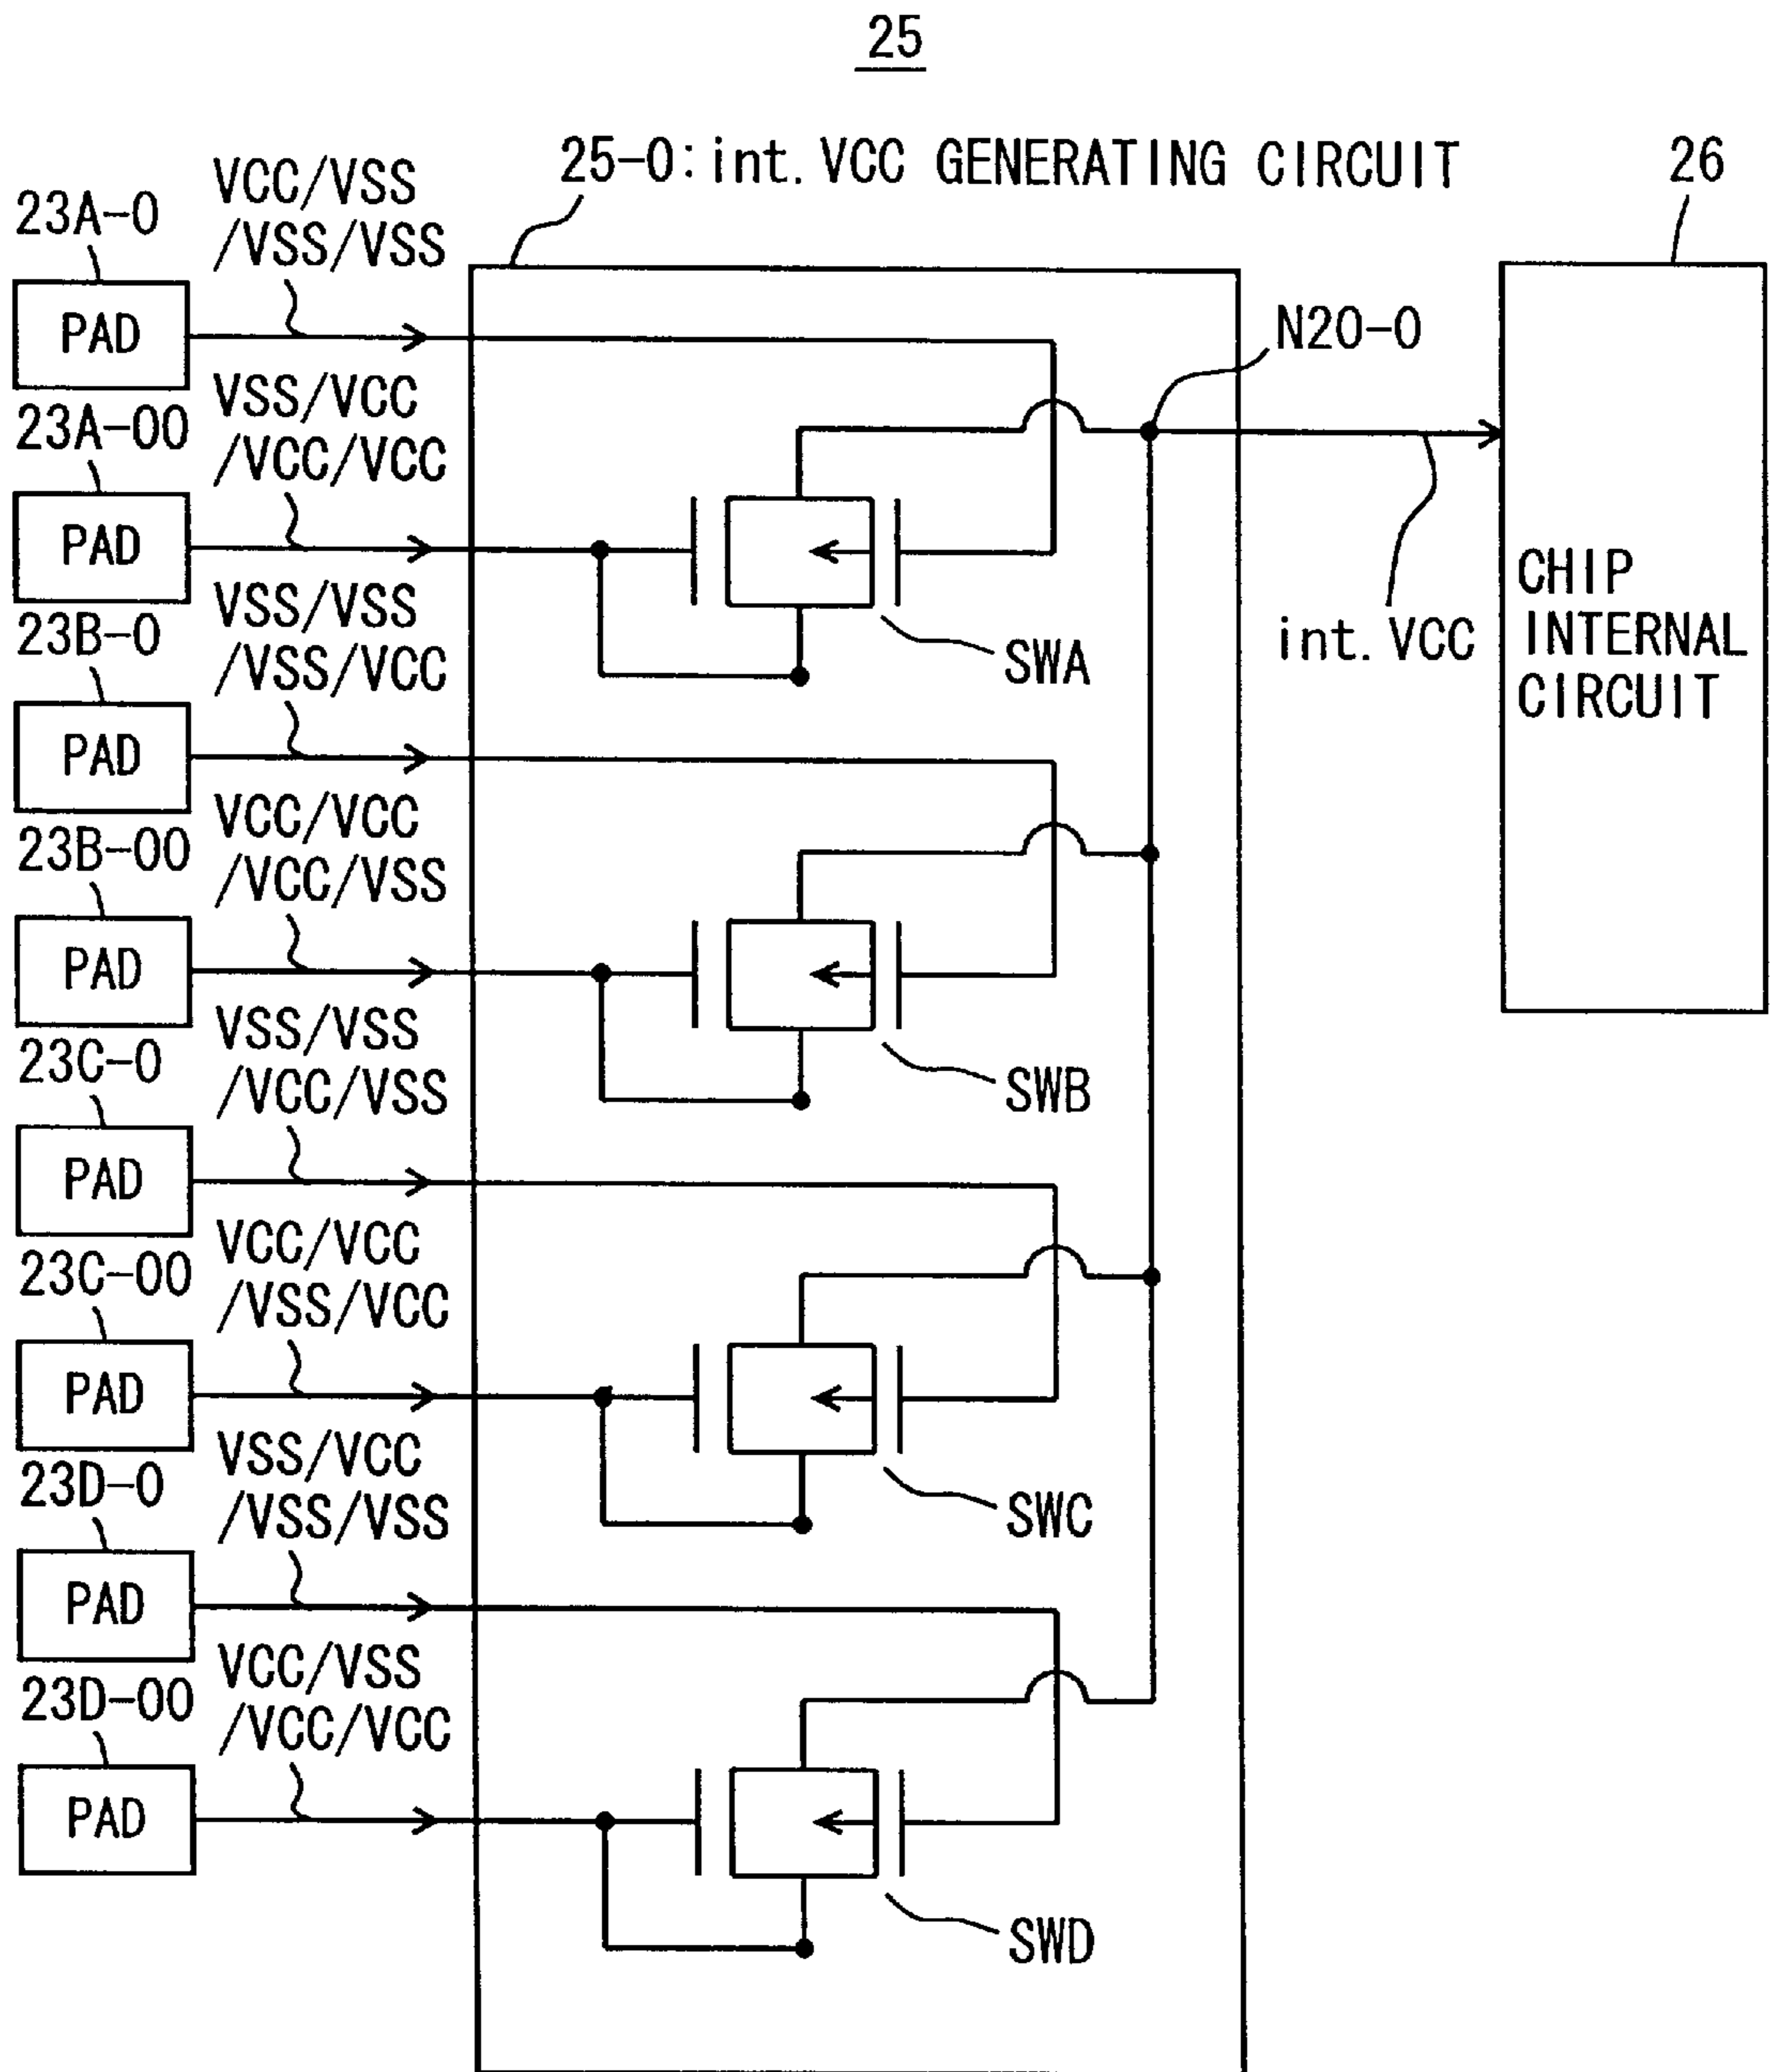 25
25-0: int. VCC GENERATING CIRCUIT
26
23A-0
VCC/VSS
/VSS/VSS
PAD
N20-0
23A-00
VSS/VCC
/VCC/VCC
PAD
SWA
int. VCC
CHIP
INTERNAL
CIRCUIT
23B-0
VSS/VSS
/VSS/VCC
PAD
23B-00
VCC/VCC
/VCC/VSS
PAD
SWB
23C-0
VSS/VSS
/VCC/VSS
PAD
23C-00
VCC/VCC
/VSS/VCC
PAD
SWC
23D-0
VSS/VCC
/VSS/VSS
PAD
23D-00
VCC/VSS
/VCC/VCC
PAD
SWD